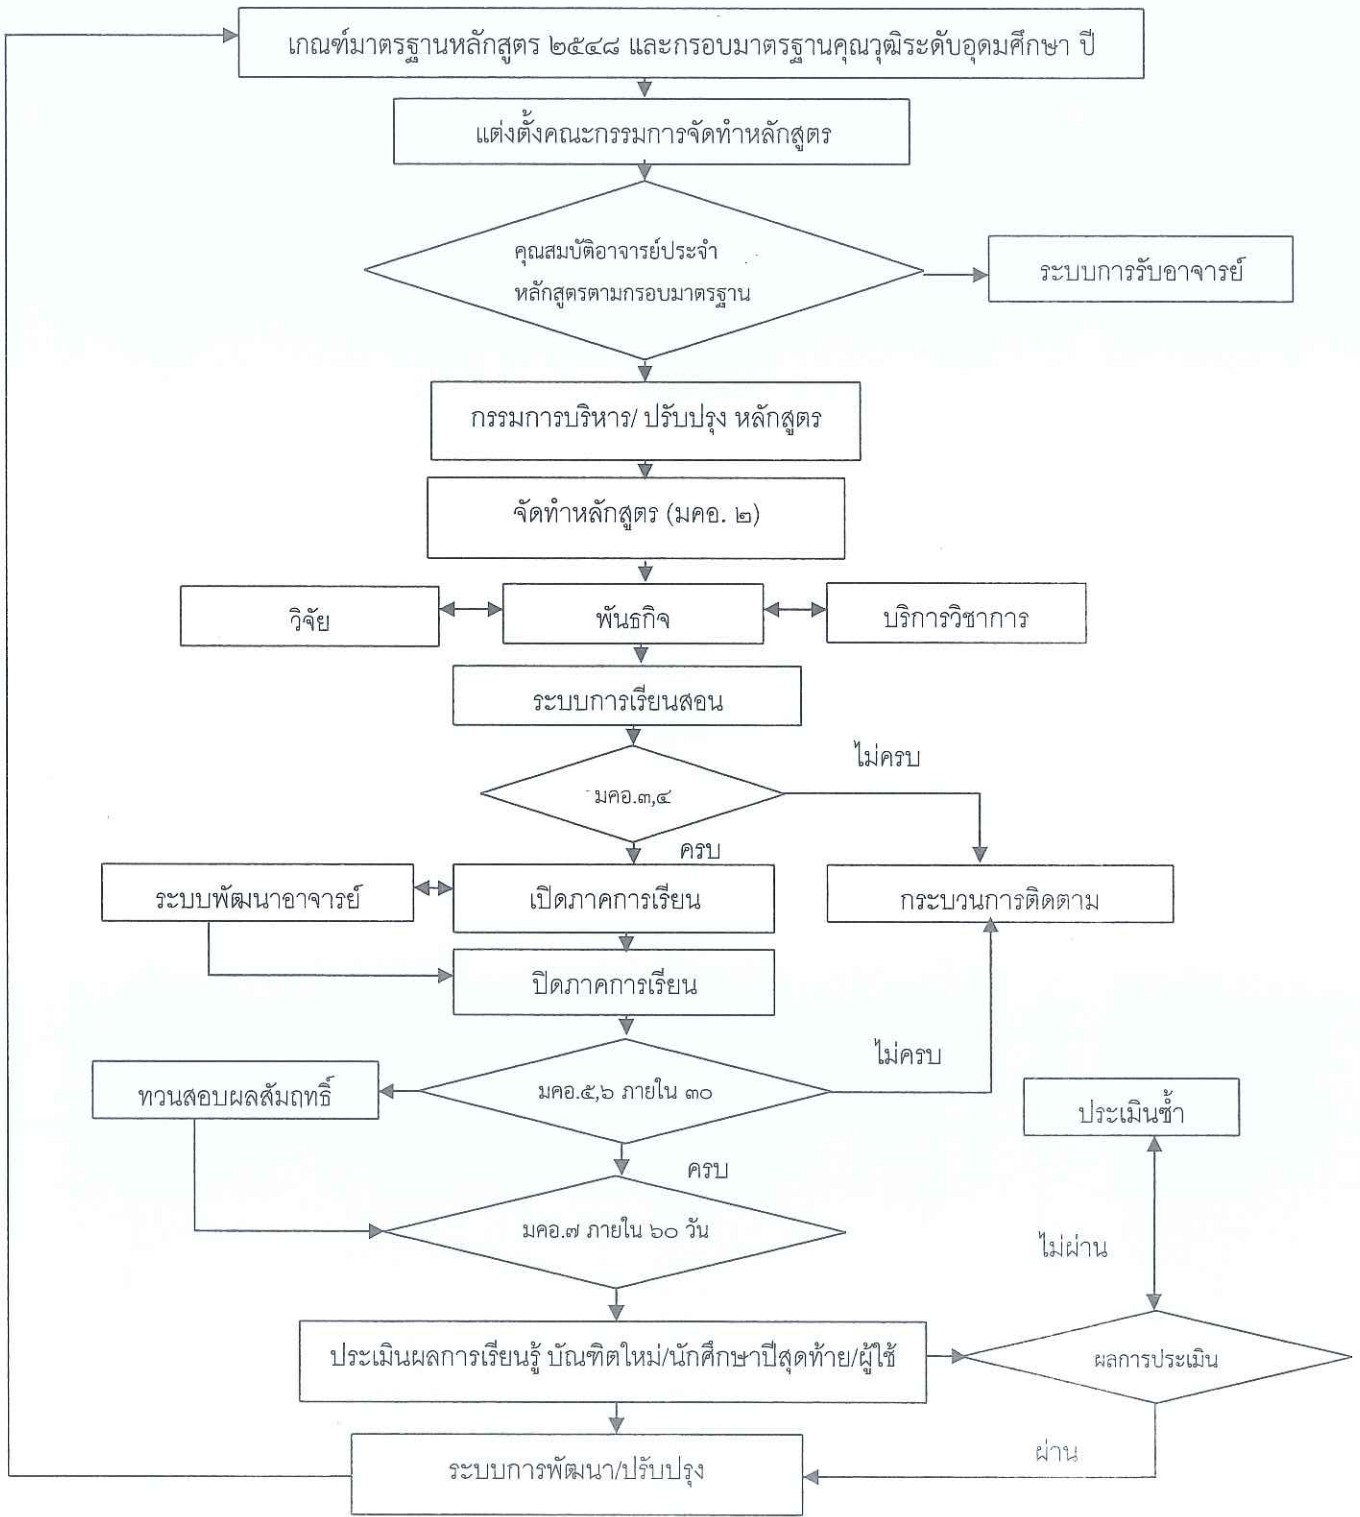 เกณฑ์มาตรฐานหลักสูตร ๒๕๔๘ และกรอบมาตรฐานคุณวุฒิระดับอุดมศึกษา ปี
แต่งตั้งคณะกรรมการจัดทำหลักสูตร
คุณสมบัติอาจารย์ประจำ
หลักสูตรตามกรอบมาตรฐาน
ระบบการรับอาจารย์
กรรมการบริหาร/ ปรับปรุง หลักสูตร
จัดทำหลักสูตร (มคอ. ๒)
วิจัย
พันธกิจ
บริการวิชาการ
ระบบการเรียนสอน
ไม่ครบ
มคอ.๓,๔
ครบ
ระบบพัฒนาอาจารย์
เปิดภาคการเรียน
กระบวนการติดตาม
ปิดภาคการเรียน
ไม่ครบ
ทวนสอบผลสัมฤทธิ์
มคอ.๕,๖ ภายใน ๓๐
ประเมินซ้ำ
ครบ
มคอ.๗ ภายใน ๖๐ วัน
ไม่ผ่าน
ประเมินผลการเรียนรู้ บัณฑิตใหม่/นักศึกษาปีสุดท้าย/ผู้ใช้
ผลการประเมิน
ผ่าน
ระบบการพัฒนา/ปรับปรุง